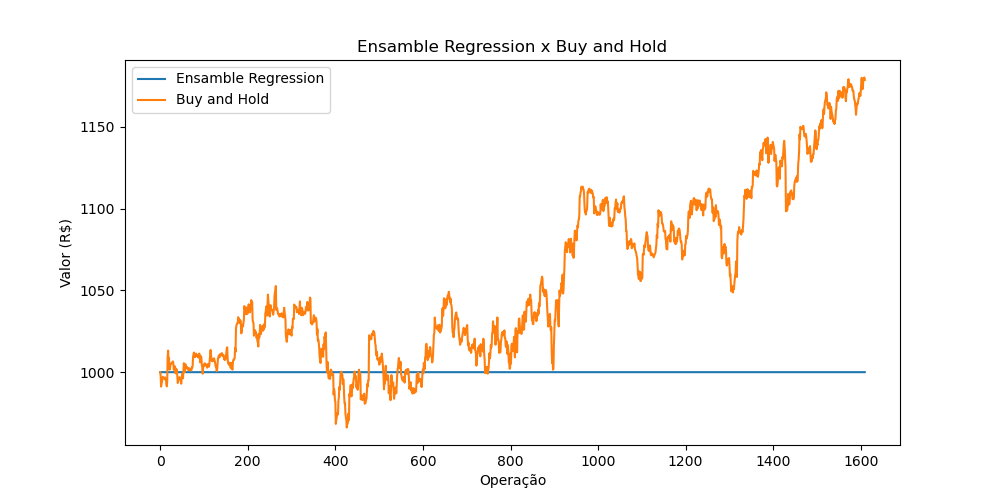 Ensamble Regression x Buy and Hold
Ensamble Regression
Buy and Hold
Valor (R$)
1150
1100
1050
1000
0 200 400 600 800 1000 1200 1400 1600
Operação